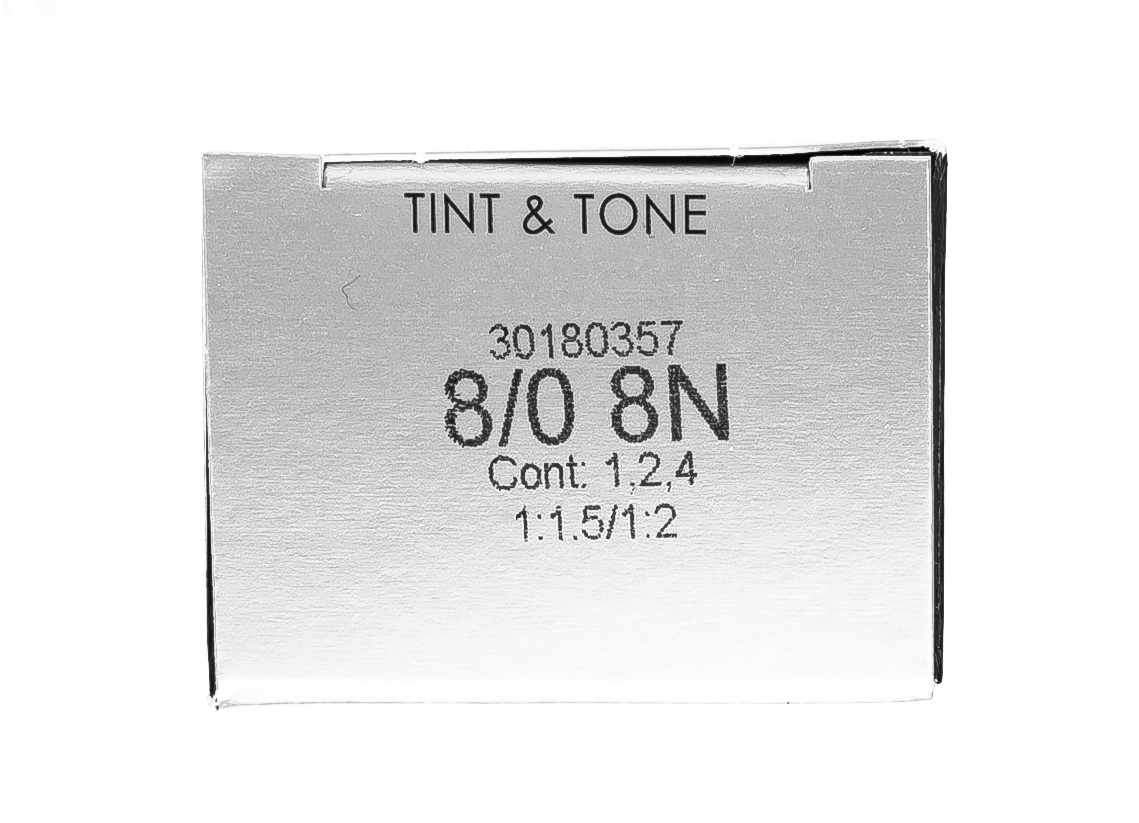 TINT & TONE
30180357
8/0 8N
Cont: 1,2,4
1:1.5/1:2